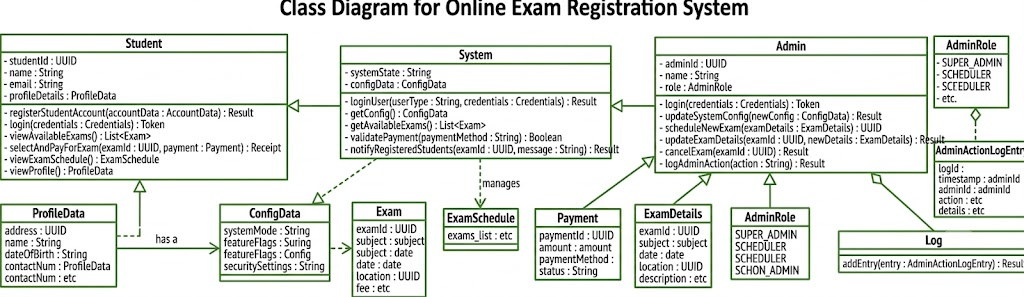 Class Diagram for Online Exam Registration System
Student
- studentId : UUID
- name : String
- email : String
- profileDetails : ProfileData
- registerStudentAccount(accountData : AccountData) : Result
- login(credentials : Credentials) : Token
- viewAvailableExams() : List<Exam>
- selectAndPayForExam(examId : UUID, payment : Payment) : Receipt
- viewExamSchedule() : ExamSchedule
- viewProfile() : ProfileData
System
- systemState : String
- configData : ConfigData
- loginUser(userType : String, credentials : Credentials) : Result
- getConfig() : ConfigData
- getAvailableExams() : List<Exam>
- validatePayment(paymentMethod : String) : Boolean
- notifyRegistredStudents(examId : UUID, message : String) : Result
Admin
- adminId : UUID
- name : String
- role : AdminRole
- login(credentials : Credentials) : Token
- updateSystemConfig(newConfig : ConfigData) : Result
- scheduleNewExam(examDetails : ExamDetails) : UUID
- updateExamDetails(examId : UUID, newDetails : ExamDetails) : Result
- cancelExam(examId : UUID) : Result
- logAdminAction(action : String) : Result
AdminRole
- SUPER_ADMIN
- SCHEDULER
- SCEEDULER
- etc.
AdminActionLogEntry
logId :
timestamp : adminId
adminId : adminId
action : etc
details : etc
manages
has a
ProfileData
address : UUID
name : String
dateOfBirth : String
contactNum : ProfileData
contactNum : etc
ConfigData
systemMode : String
featureFlags : Suring
featureFlags : Config
securitySettings : String
Exam
examId : UUID
subject : subject
subject : date
date : date
location : UUID
fee : etc
ExamSchedule
exams_list : etc
Payment
paymentId : UUID
amount : amount
paymentMethod :
status : String
ExamDetails
examId : UUID
subject : subject
subject : date
date : date
location : UUID
description : etc
AdminRole
SUPER_ADMIN
SCHEDULER
SCHEDULER
SCHON_ADMIN
Log
addEntry(entry : AdminActionLogEntry) : Resul